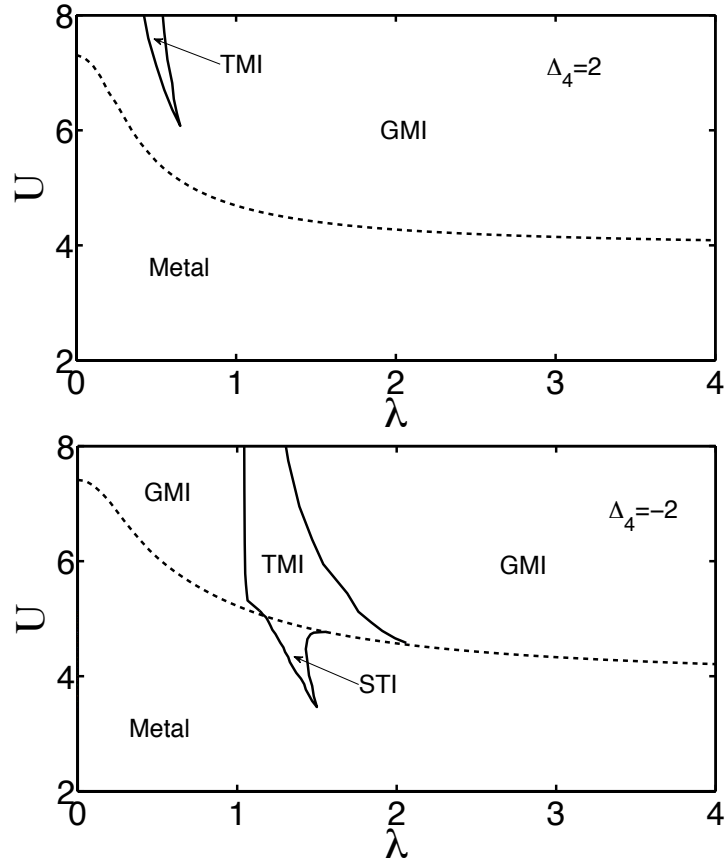 8
TMI
Δ₄=2
6
GMI
U
4
Metal
2
0 1 2 3 4
λ
8
GMI
Δ₄=−2
6
TMI GMI
U
4
STI
Metal
2
0 1 2 3 4
λ